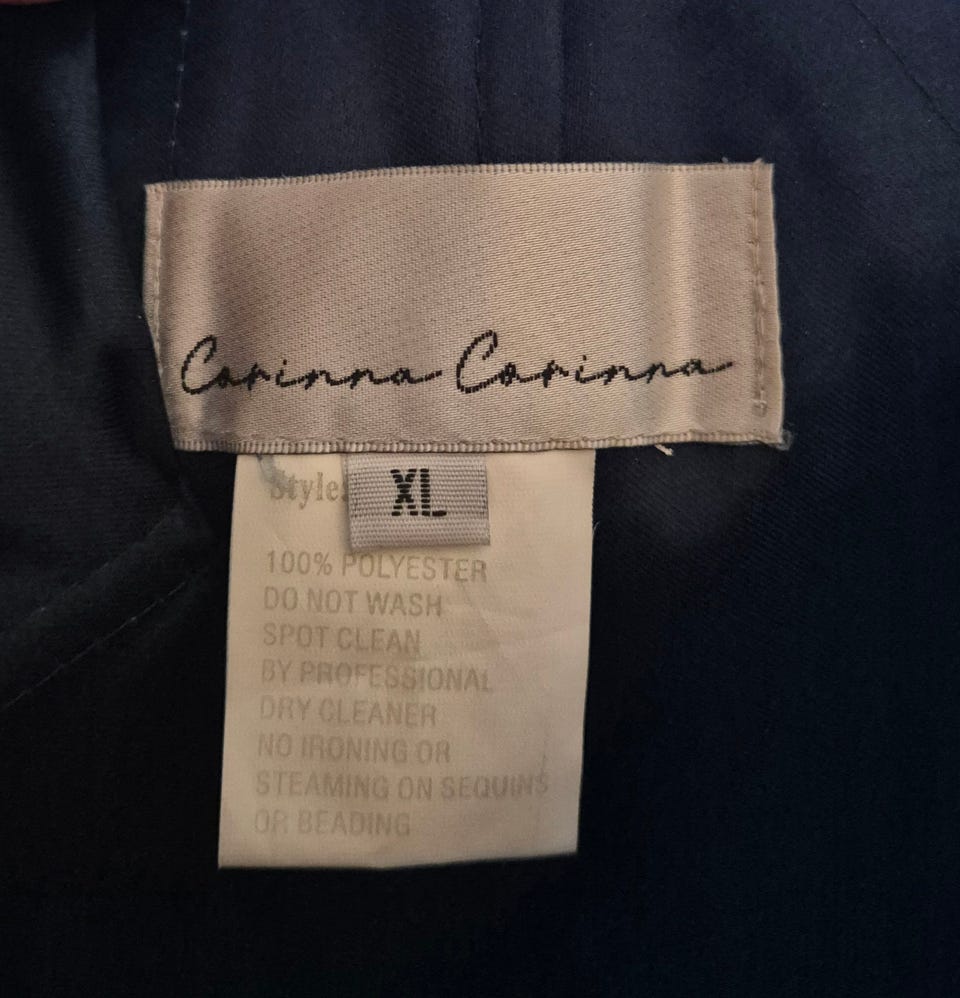 Corinna Corinna
Style:
XL
100% POLYESTER
DO NOT WASH
SPOT CLEAN
BY PROFESSIONAL
DRY CLEANER
NO IRONING OR
STEAMING ON SEQUINS
OR BEADING